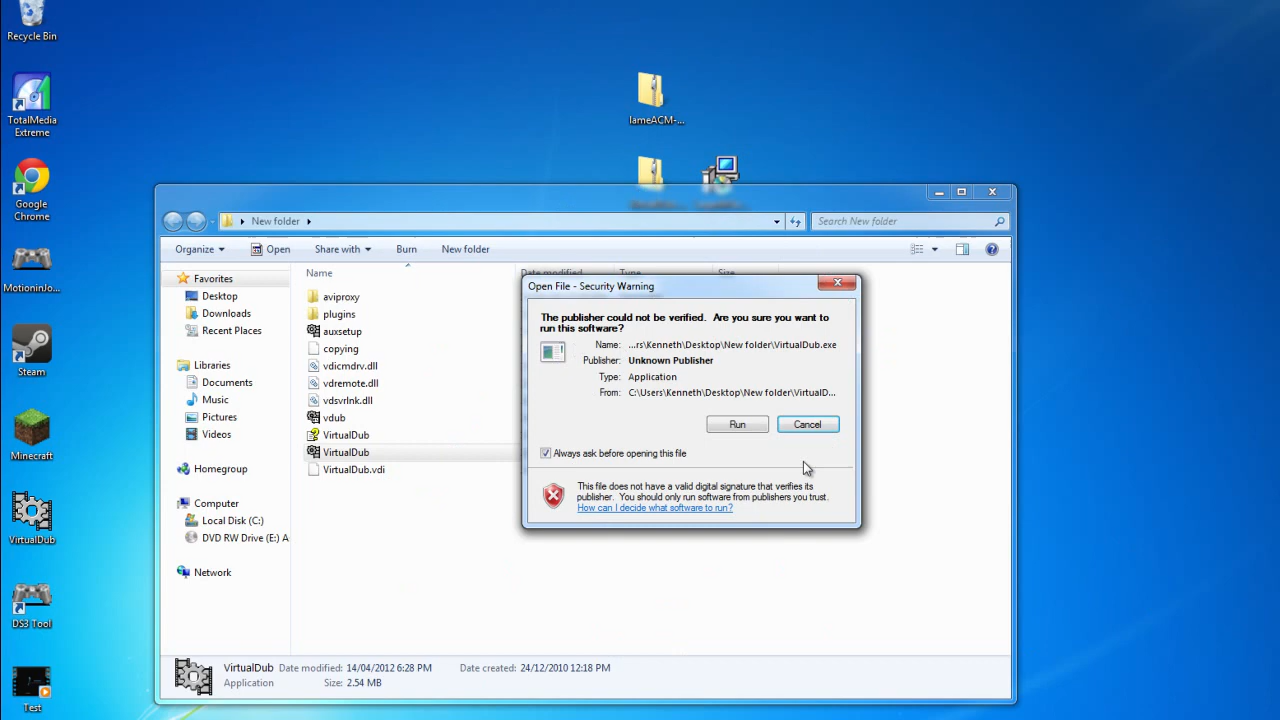 Recycle Bin
TotalMedia
Extreme
Google
Chrome
MotioninJo...
Steam
Minecraft
VirtualDub
DS3 Tool
Test
lameACM-...
New folder
Search New folder
Organize
Open
Share with
Burn
New folder
Favorites
Desktop
Downloads
Recent Places
Libraries
Documents
Music
Pictures
Videos
Homegroup
Computer
Local Disk (C:)
DVD RW Drive (E:) A
Network
Name
Date modified
Type
Size
aviproxy
plugins
auxsetup
copying
vdicmdrv.dll
vdremote.dll
vdsvrlnk.dll
vdub
VirtualDub
VirtualDub
VirtualDub.vdi
Open File - Security Warning
The publisher could not be verified. Are you sure you want to
run this software?
Name: ...rs\Kenneth\Desktop\New folder\VirtualDub.exe
Publisher: Unknown Publisher
Type: Application
From: C:\Users\Kenneth\Desktop\New folder\VirtualD...
Run
Cancel
Always ask before opening this file
This file does not have a valid digital signature that verifies its
publisher. You should only run software from publishers you trust.
How can I decide what software to run?
VirtualDub Date modified: 14/04/2012 6:28 PM Date created: 24/12/2010 12:18 PM
Application Size: 2.54 MB